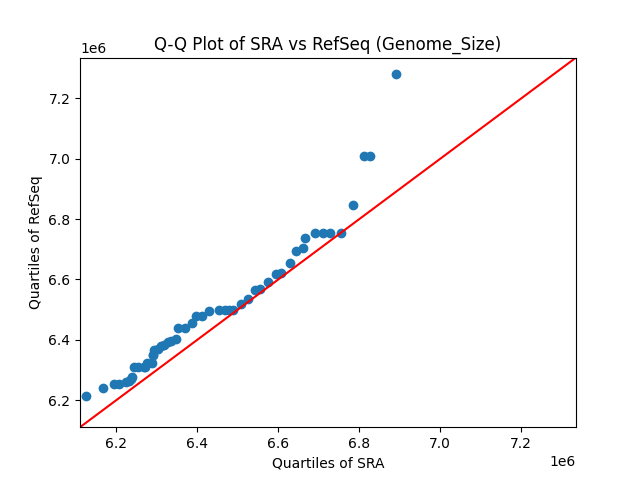 Q-Q Plot of SRA vs RefSeq (Genome_Size)
1e6
7.2
7.0
6.8
6.6
6.4
6.2
Quartiles of RefSeq
6.2 6.4 6.6 6.8 7.0 7.2
Quartiles of SRA
1e6